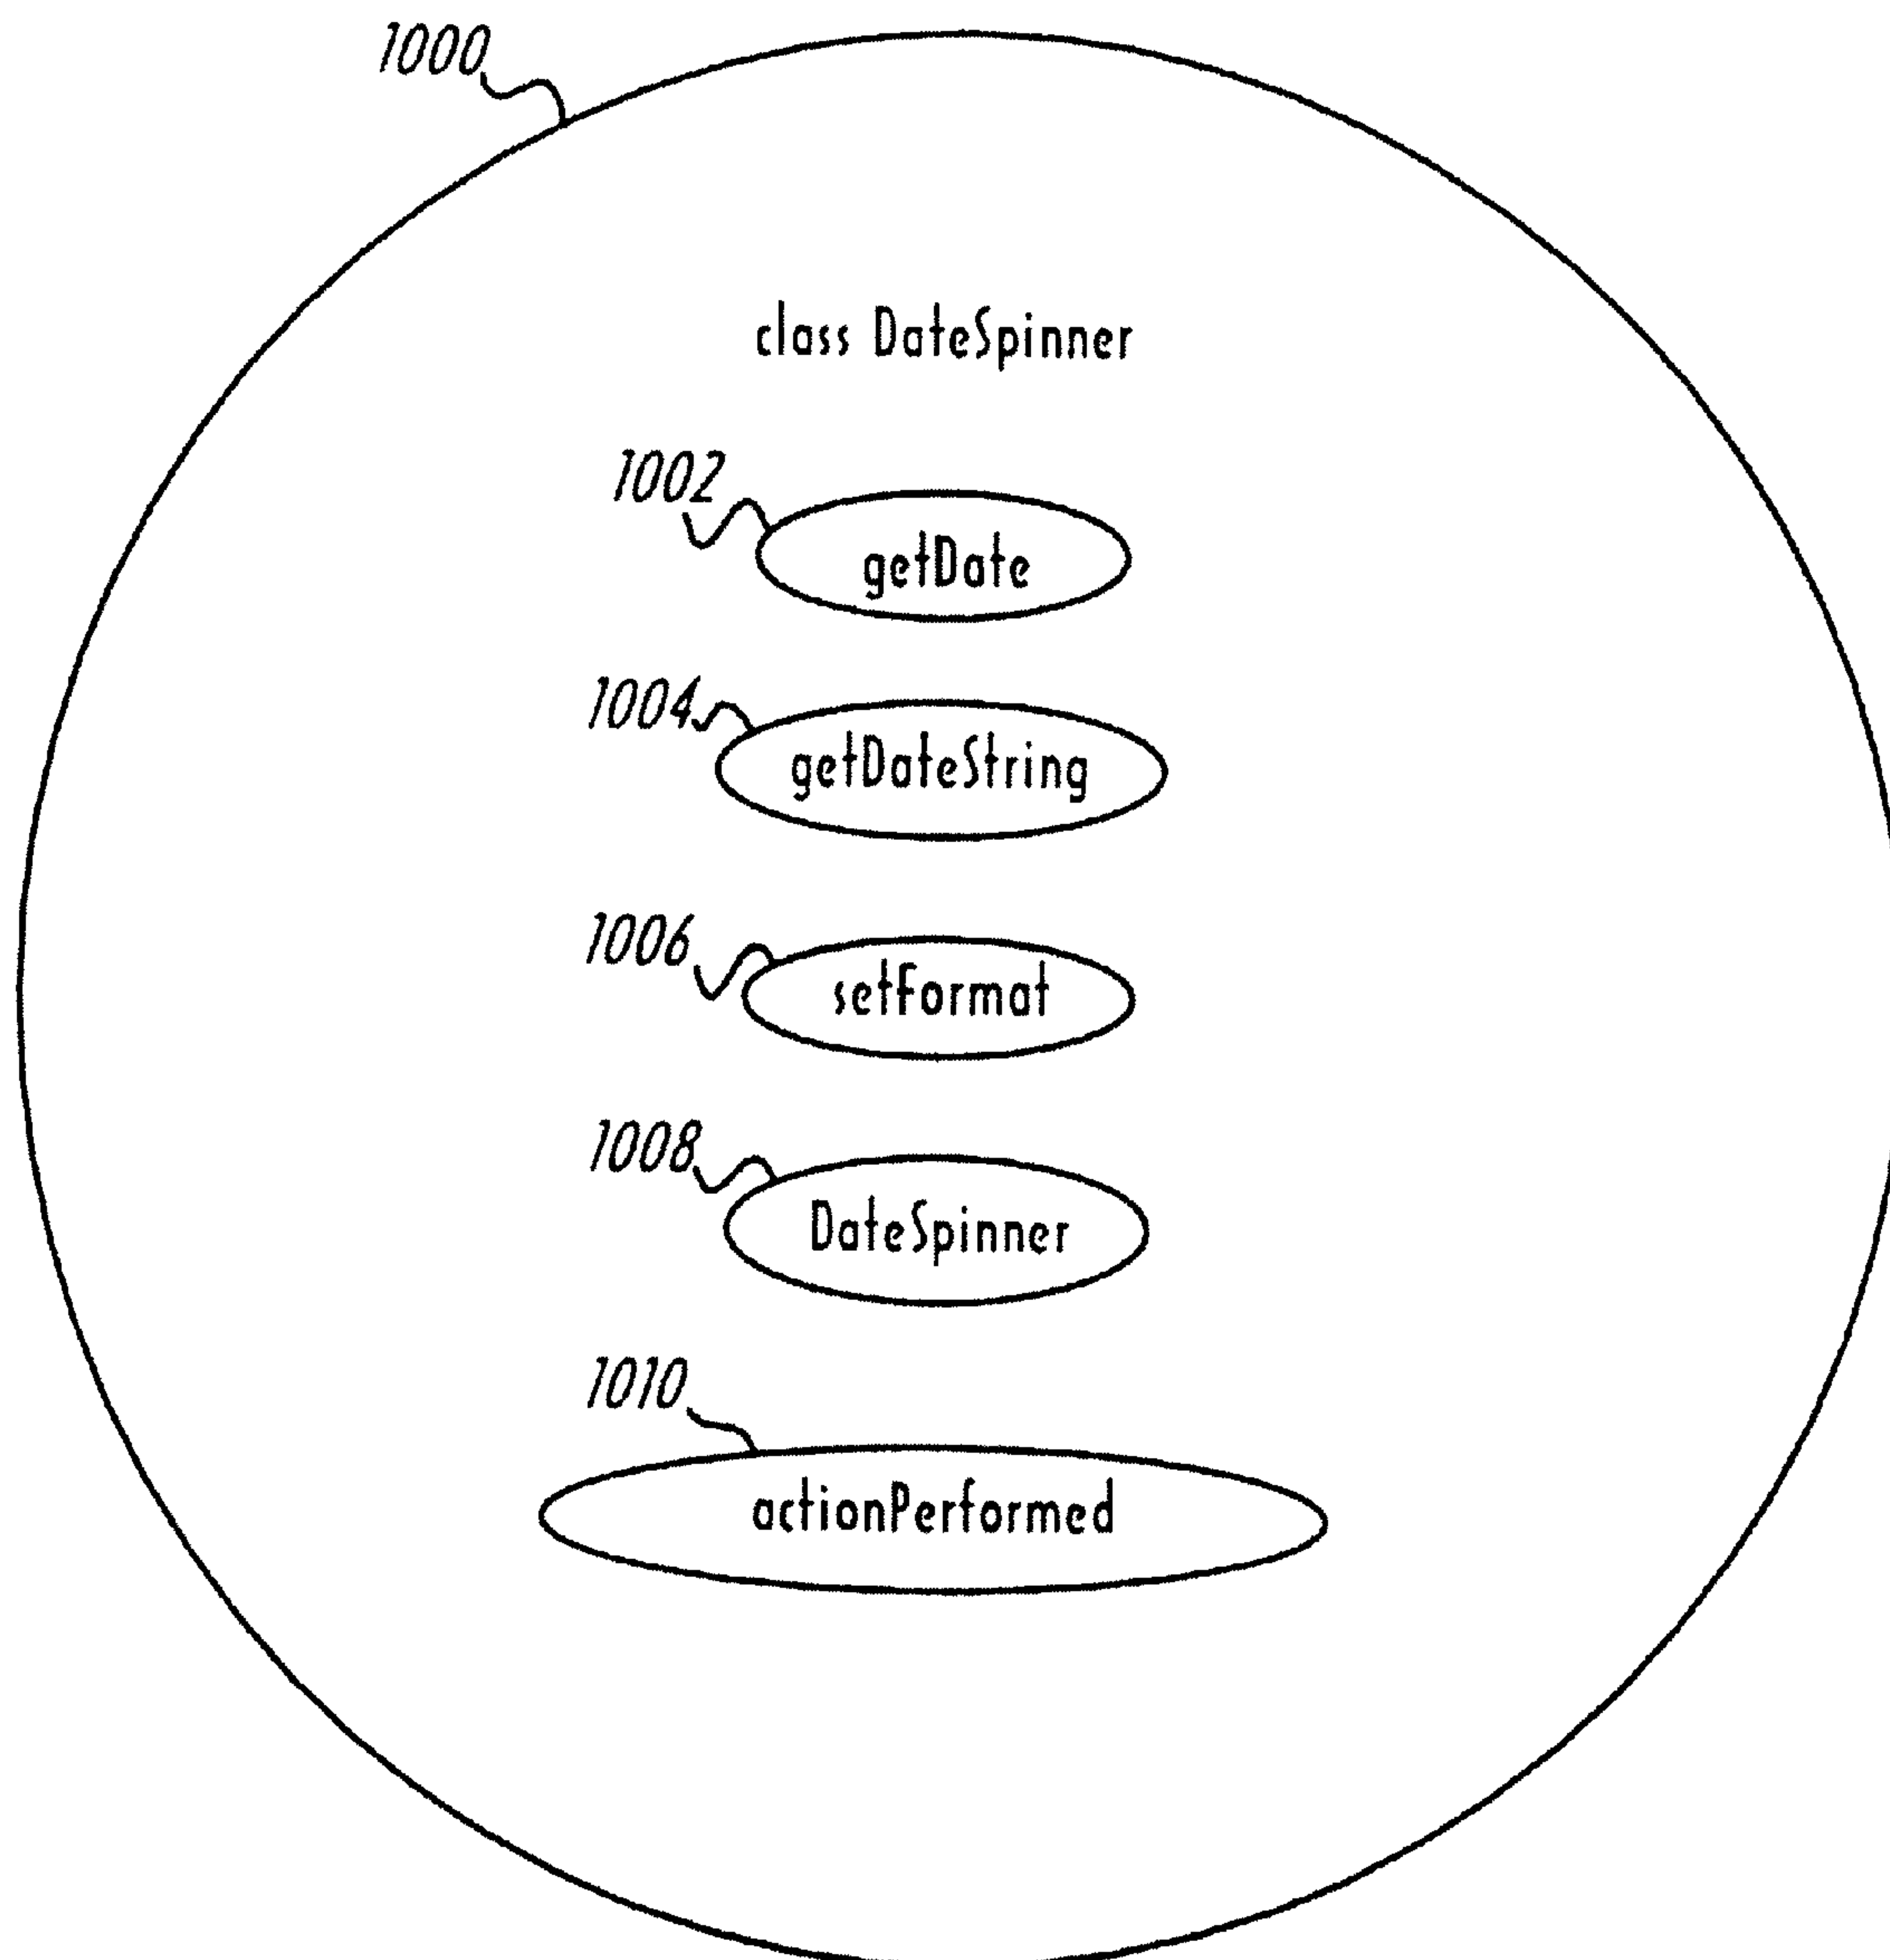 1000
class DateSpinner
1002
getDate
1004
getDateString
1006
setFormat
1008
DateSpinner
1010
actionPerformed